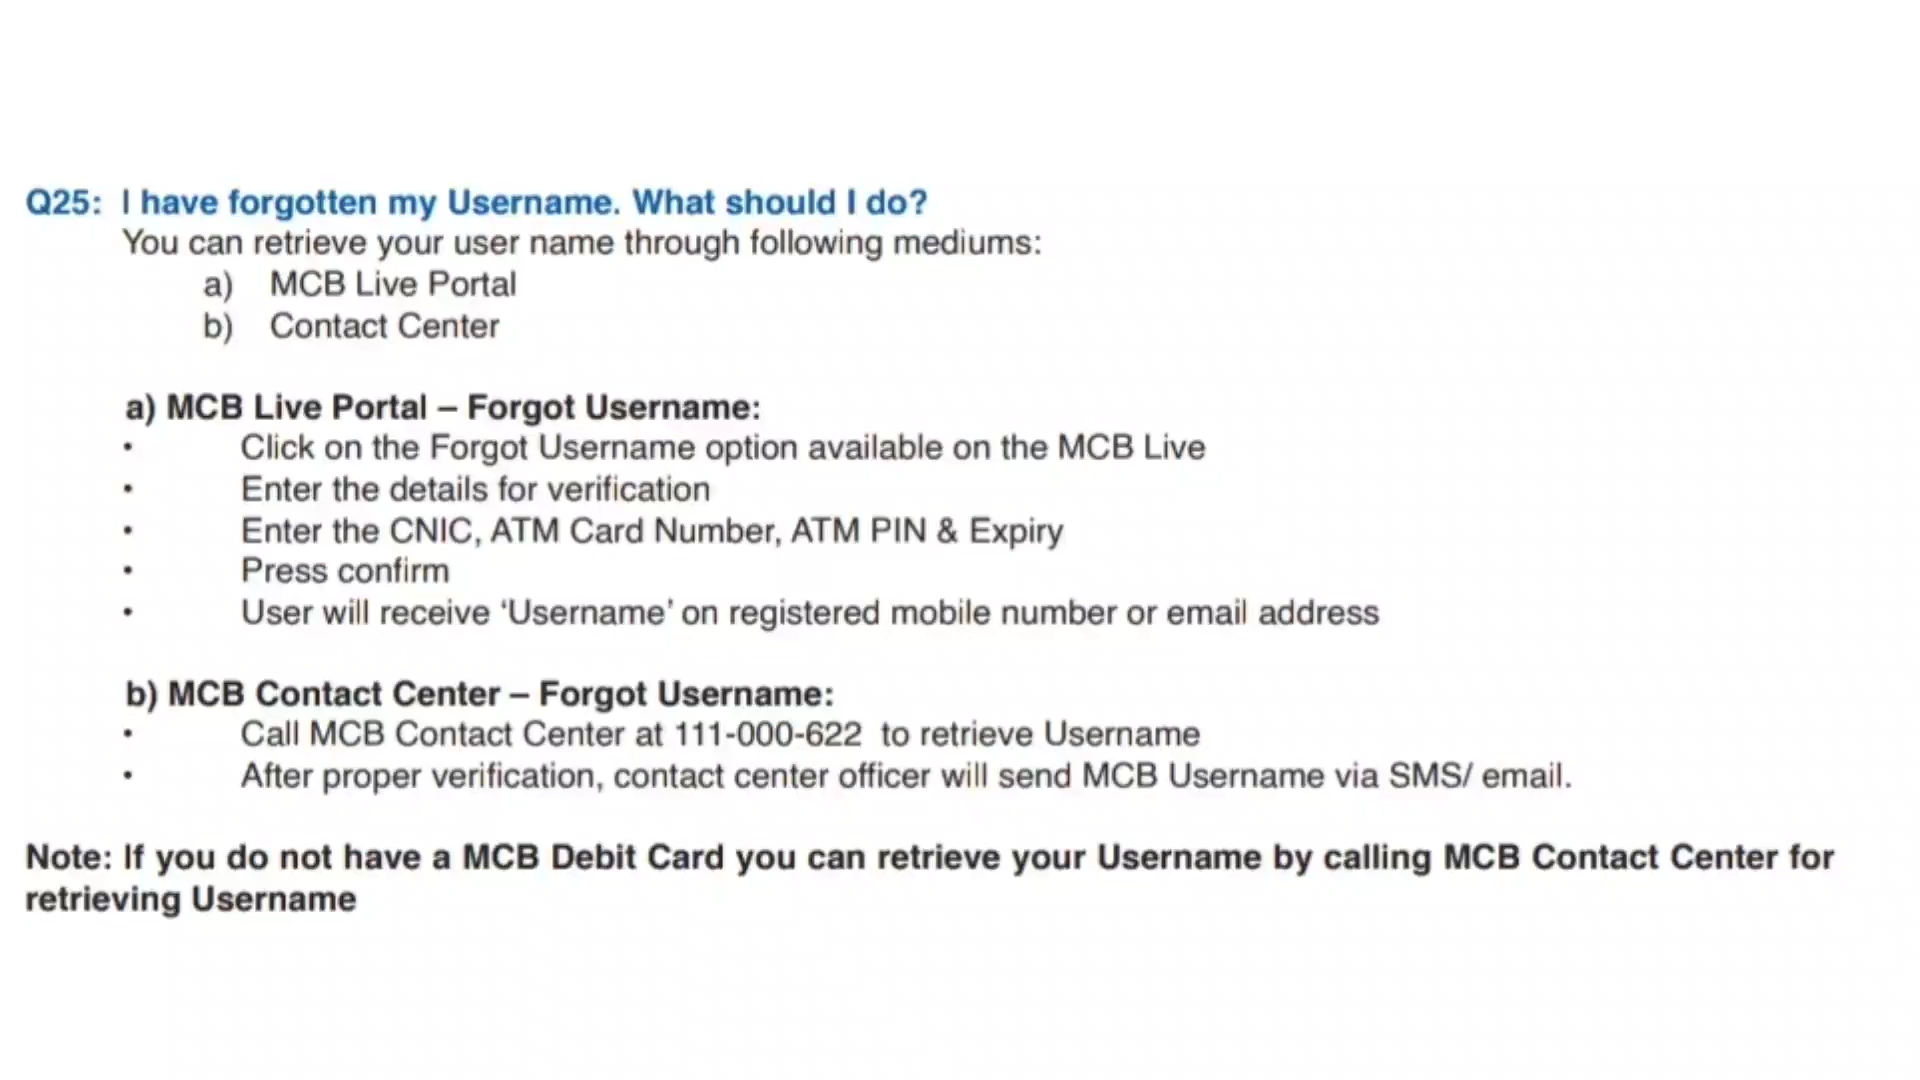 Q25: I have forgotten my Username. What should I do?
You can retrieve your user name through following mediums:
a) MCB Live Portal
b) Contact Center
a) MCB Live Portal – Forgot Username:
• Click on the Forgot Username option available on the MCB Live
• Enter the details for verification
• Enter the CNIC, ATM Card Number, ATM PIN & Expiry
• Press confirm
• User will receive ‘Username’ on registered mobile number or email address
b) MCB Contact Center – Forgot Username:
• Call MCB Contact Center at 111-000-622 to retrieve Username
• After proper verification, contact center officer will send MCB Username via SMS/ email.
Note: If you do not have a MCB Debit Card you can retrieve your Username by calling MCB Contact Center for
retrieving Username